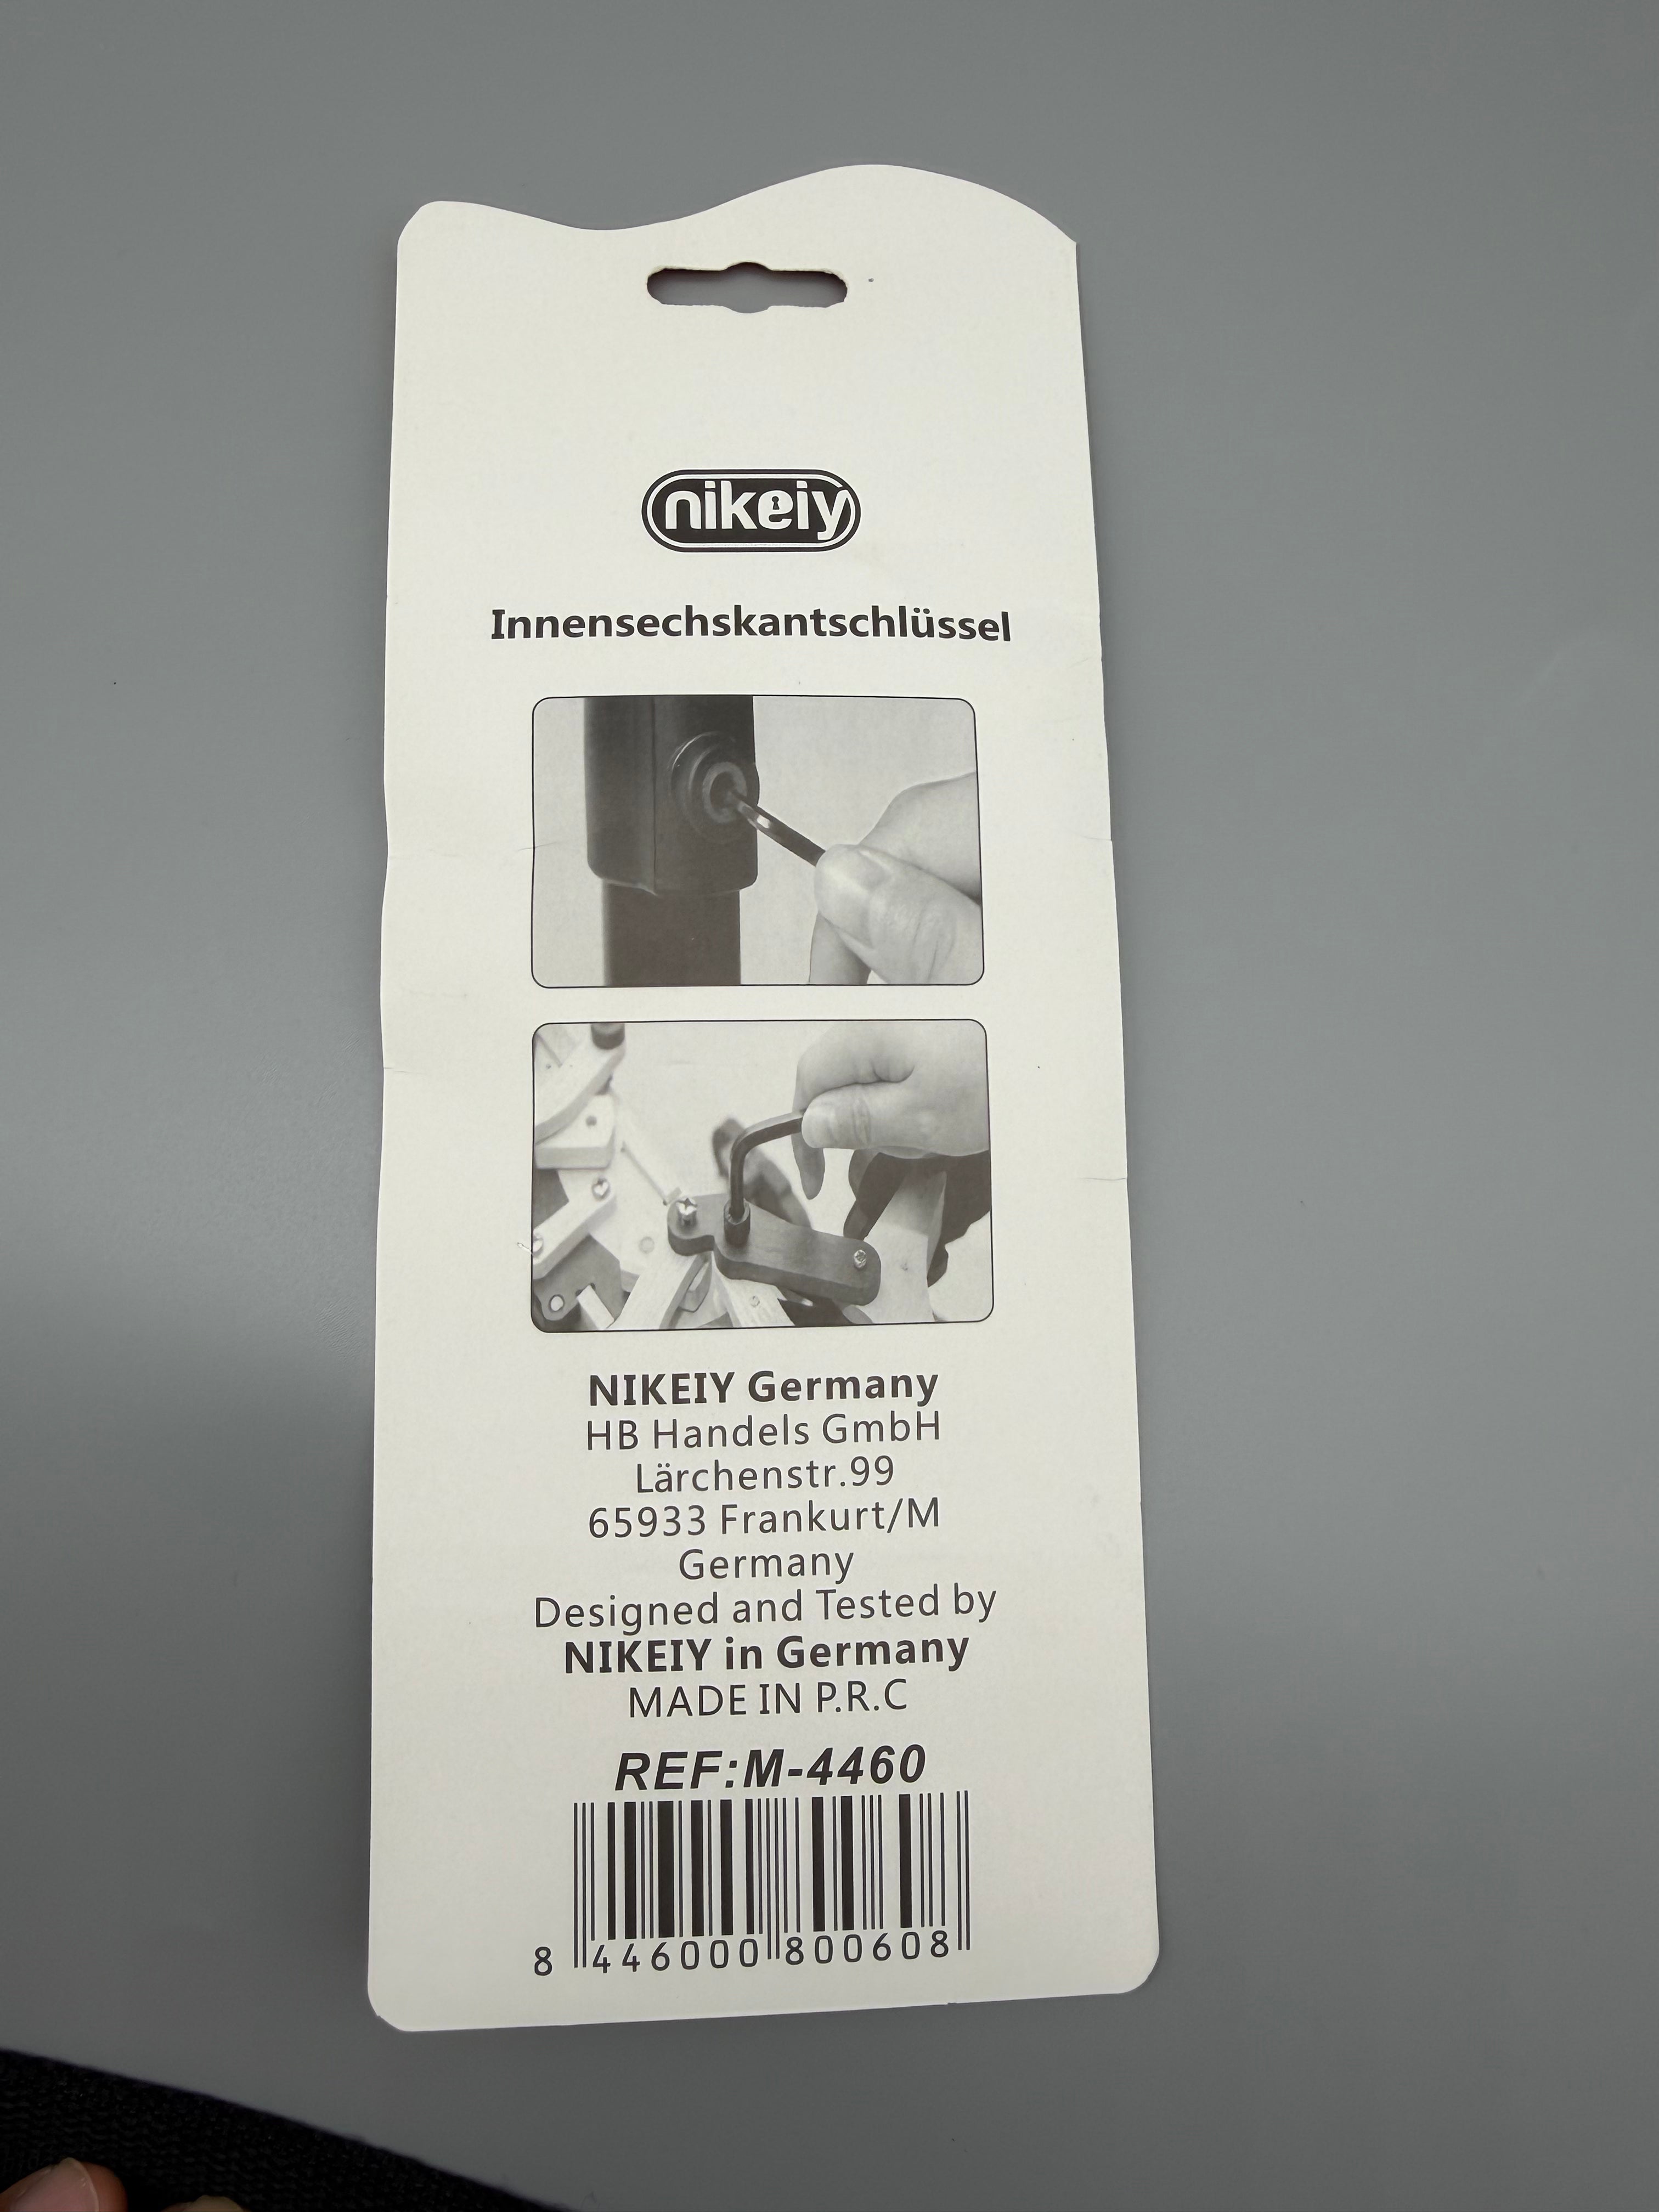 nikeiy
Innensechskantschlüssel
NIKEIY Germany
HB Handels GmbH
Lärchenstr.99
65933 Frankurt/M
Germany
Designed and Tested by
NIKEIY in Germany
MADE IN P.R.C
REF:M-4460
8 446000 800608